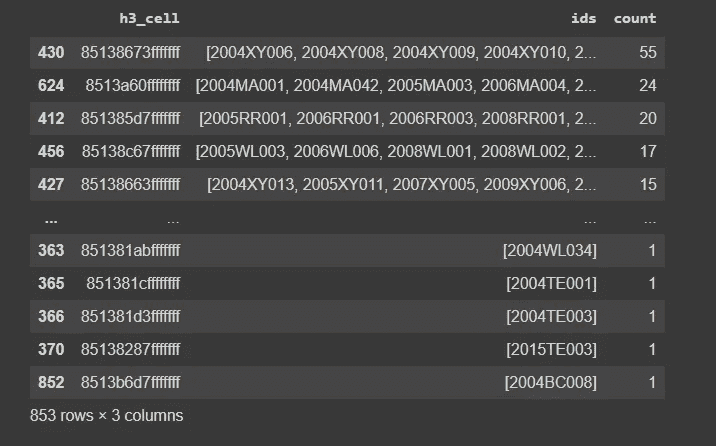 h3_cell ids count
430 85138673fffffff [2004XY006, 2004XY008, 2004XY009, 2004XY010, 2... 55
624 8513a60ffffffff [2004MA001, 2004MA042, 2005MA003, 2006MA004, 2... 24
412 851385d7fffffff [2005RR001, 2006RR001, 2006RR003, 2008RR001, 2... 20
456 85138c67fffffff [2005WL003, 2006WL006, 2008WL001, 2008WL002, 2... 17
427 85138663fffffff [2004XY013, 2005XY011, 2007XY005, 2009XY006, 2... 15
... ... ... ...
363 851381abfffffff [2004WL034] 1
365 851381cffffffff [2004TE001] 1
366 851381d3fffffff [2004TE003] 1
370 85138287fffffff [2015TE003] 1
852 8513b6d7fffffff [2004BC008] 1
853 rows × 3 columns